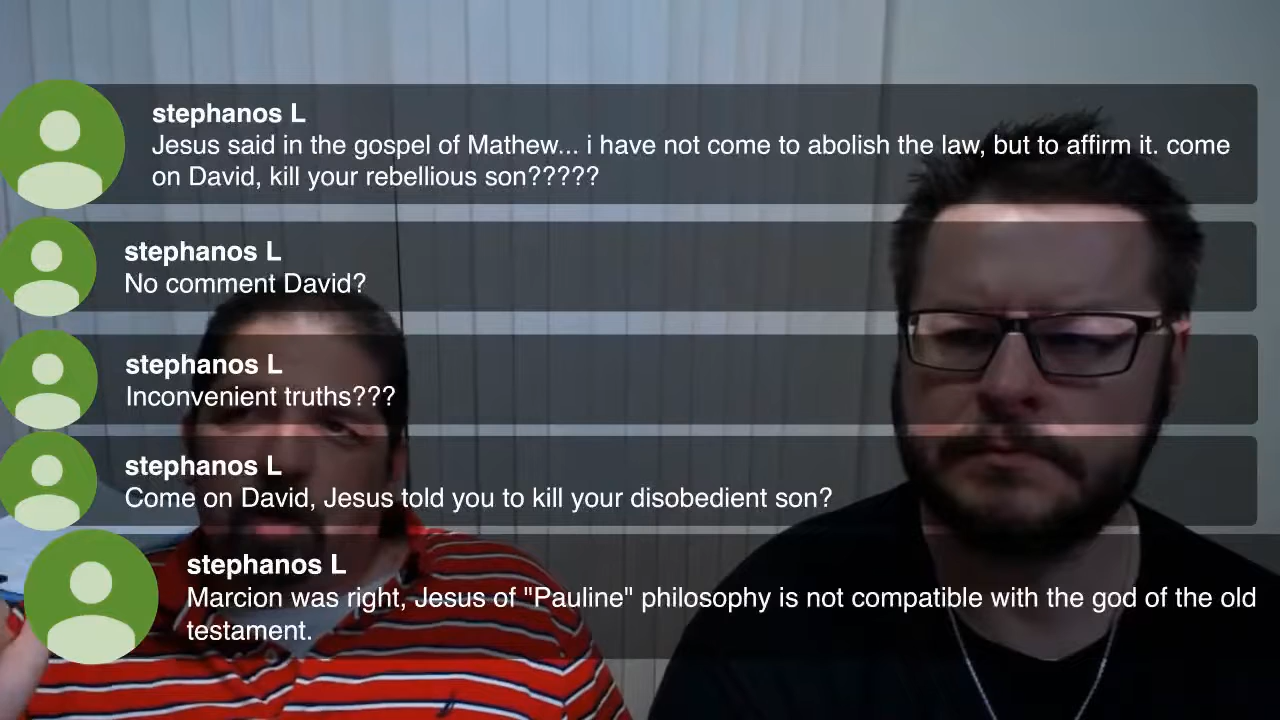 stephanos L
Jesus said in the gospel of Mathew... i have not come to abolish the law, but to affirm it. come
on David, kill your rebellious son?????
stephanos L
No comment David?
stephanos L
Inconvenient truths???
stephanos L
Come on David, Jesus told you to kill your disobedient son?
stephanos L
Marcion was right, Jesus of "Pauline" philosophy is not compatible with the god of the old
testament.